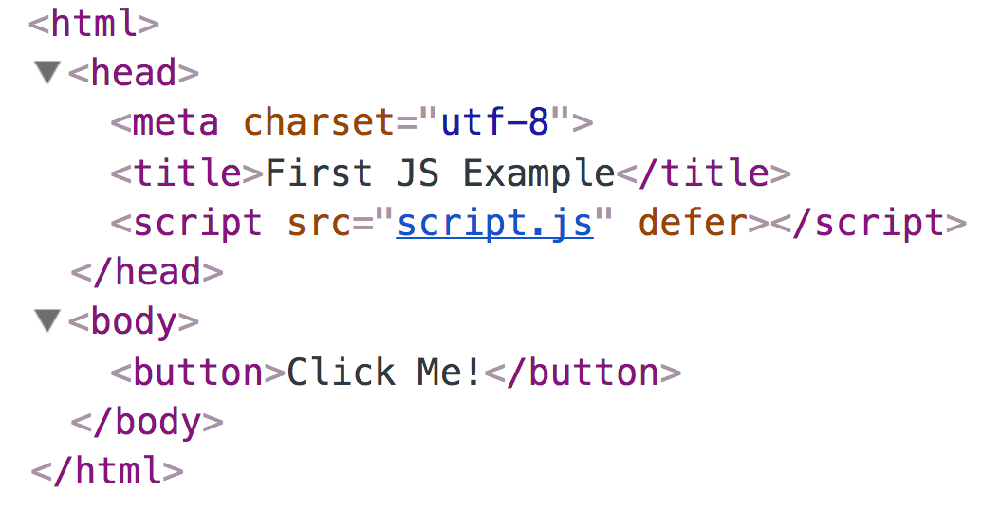 <html>
<head>
<meta charset="utf-8">
<title>First JS Example</title>
<script src="script.js" defer></script>
</head>
<body>
<button>Click Me!</button>
</body>
</html>